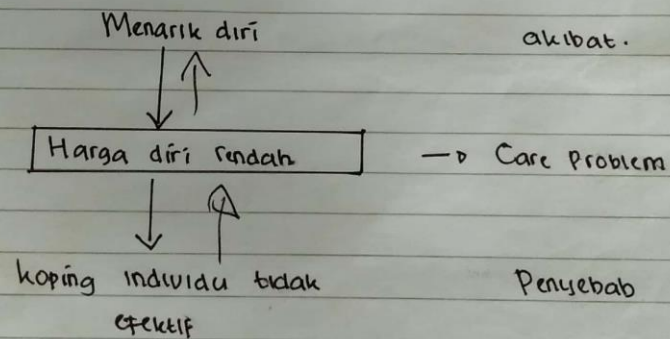 Menarik diri akibat.
Harga diri rendah → Care Problem
koping individu tidak Penyebab
efektif